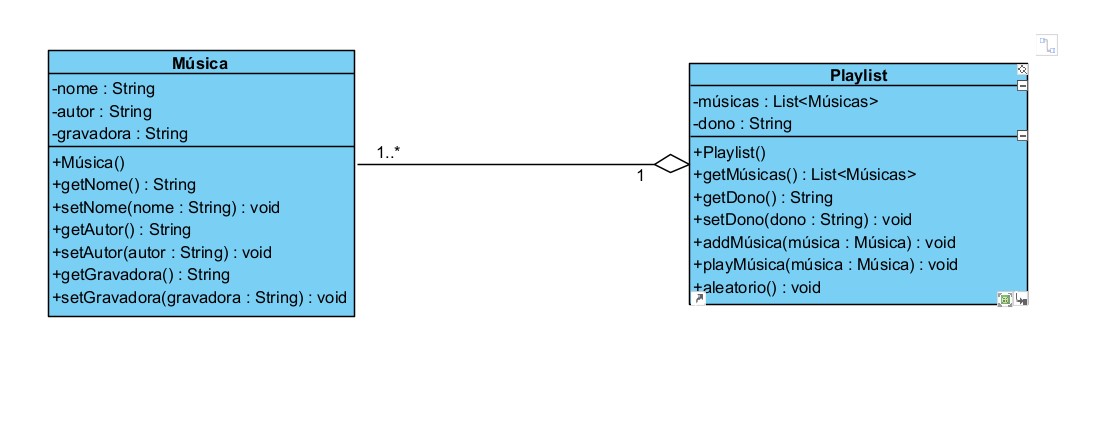 Música
-nome : String
-autor : String
-gravadora : String
+Música()
+getNome() : String
+setNome(nome : String) : void
+getAutor() : String
+setAutor(autor : String) : void
+getGravadora() : String
+setGravadora(gravadora : String) : void
1..*
1
Playlist
-músicas : List<Músicas>
-dono : String
+Playlist()
+getMúsicas() : List<Músicas>
+getDono() : String
+setDono(dono : String) : void
+addMúsica(música : Música) : void
+playMúsica(música : Música) : void
+aleatorio() : void